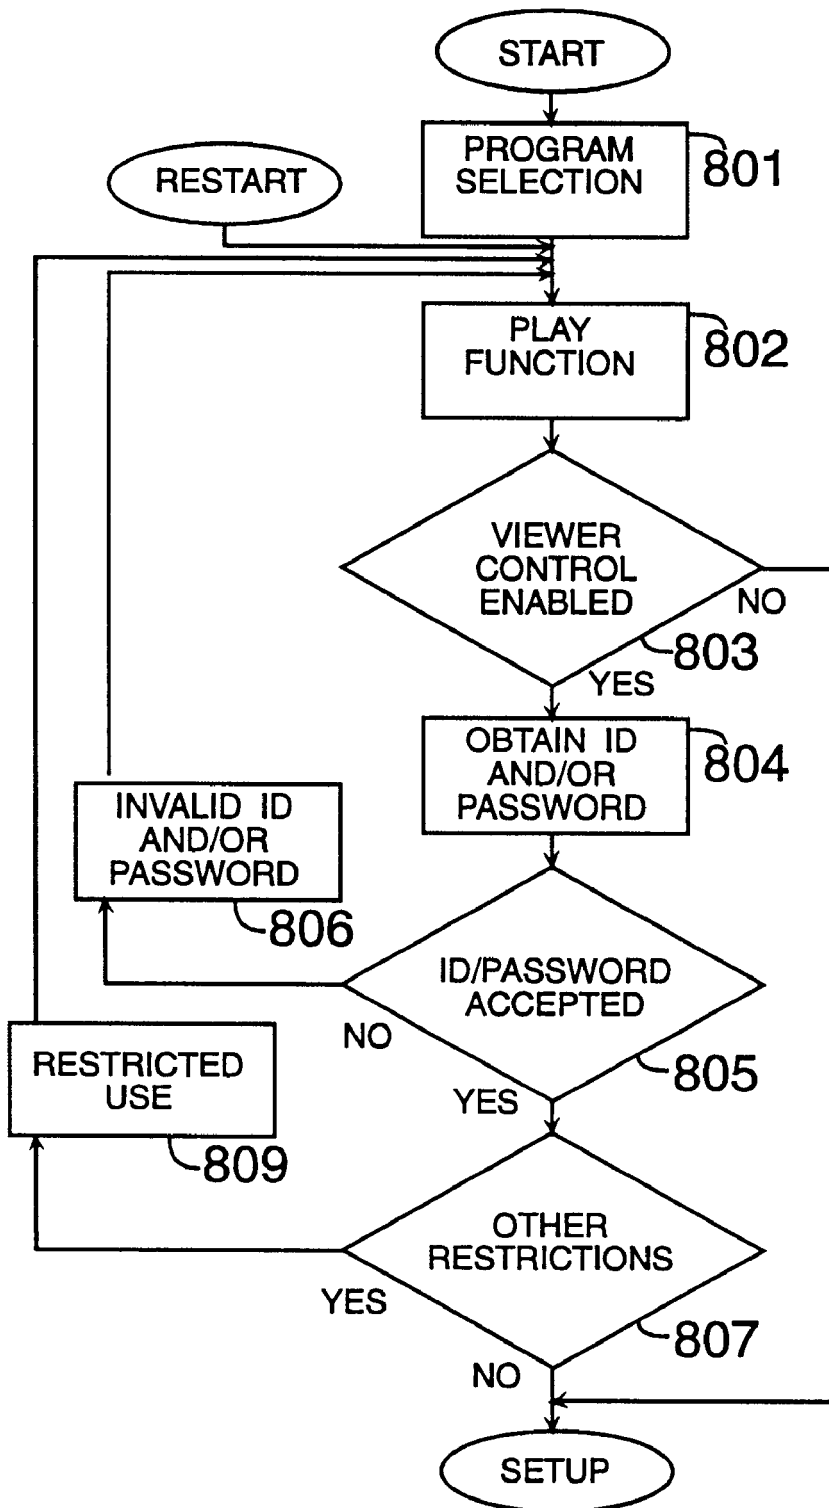 START
PROGRAM
SELECTION
801
RESTART
PLAY
FUNCTION
802
VIEWER
CONTROL
ENABLED
NO
803
YES
OBTAIN ID
AND/OR
PASSWORD
804
INVALID ID
AND/OR
PASSWORD
806
ID/PASSWORD
ACCEPTED
NO
805
YES
RESTRICTED
USE
809
OTHER
RESTRICTIONS
YES
807
NO
SETUP